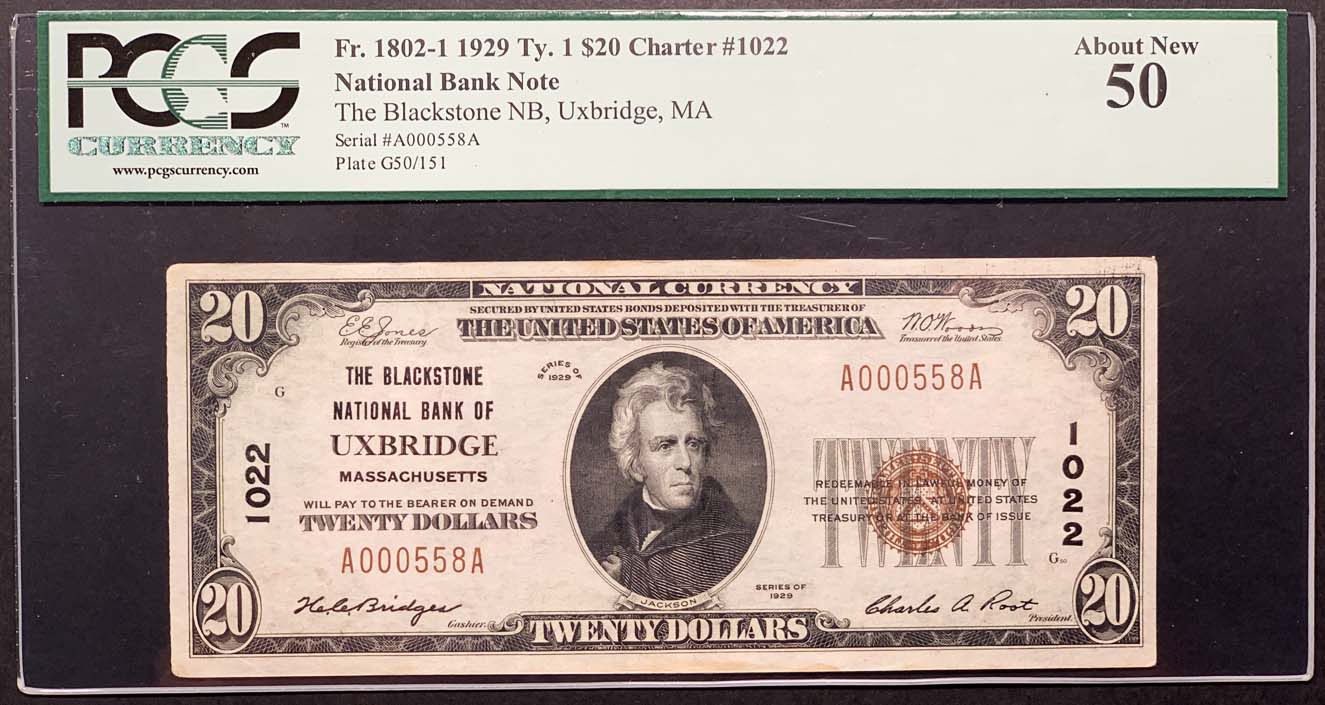 PCGS
™
CURRENCY
www.pcgscurrency.com
Fr. 1802-1 1929 Ty. 1 $20 Charter #1022
National Bank Note
The Blackstone NB, Uxbridge, MA
Serial #A000558A
Plate G50/151
About New
50
NATIONAL CURRENCY
SECURED BY UNITED STATES BONDS DEPOSITED WITH THE TREASURER OF
THE UNITED STATES OF AMERICA
20
20
E.E. Jones
Register of the Treasury
W.O. Woods
Treasurer of the United States
G
THE BLACKSTONE
NATIONAL BANK OF
UXBRIDGE
MASSACHUSETTS
WILL PAY TO THE BEARER ON DEMAND
TWENTY DOLLARS
A000558A
1022
SERIES OF
1929
A000558A
TWENTY
REDEEMABLE IN LAWFUL MONEY OF
THE UNITED STATES AT UNITED STATES
TREASURY OR AT THE BANK OF ISSUE
1022
G50
SERIES OF
1929
JACKSON
20
20
Cashier
Charles A. Root
President
TWENTY DOLLARS